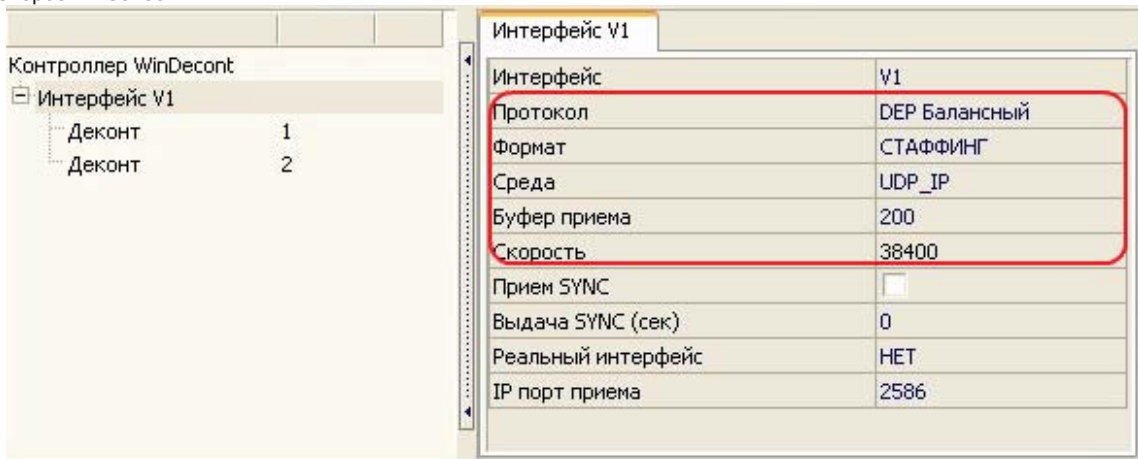 Интерфейс V1
Контроллер WinDecont
Интерфейс V1
Деконт 1
Деконт 2
Интерфейс V1
Протокол DEP Балансный
Формат СТАФФИНГ
Среда UDP_IP
Буфер приема 200
Скорость 38400
Прием SYNC
Выдача SYNC (сек) 0
Реальный интерфейс НЕТ
IP порт приема 2586